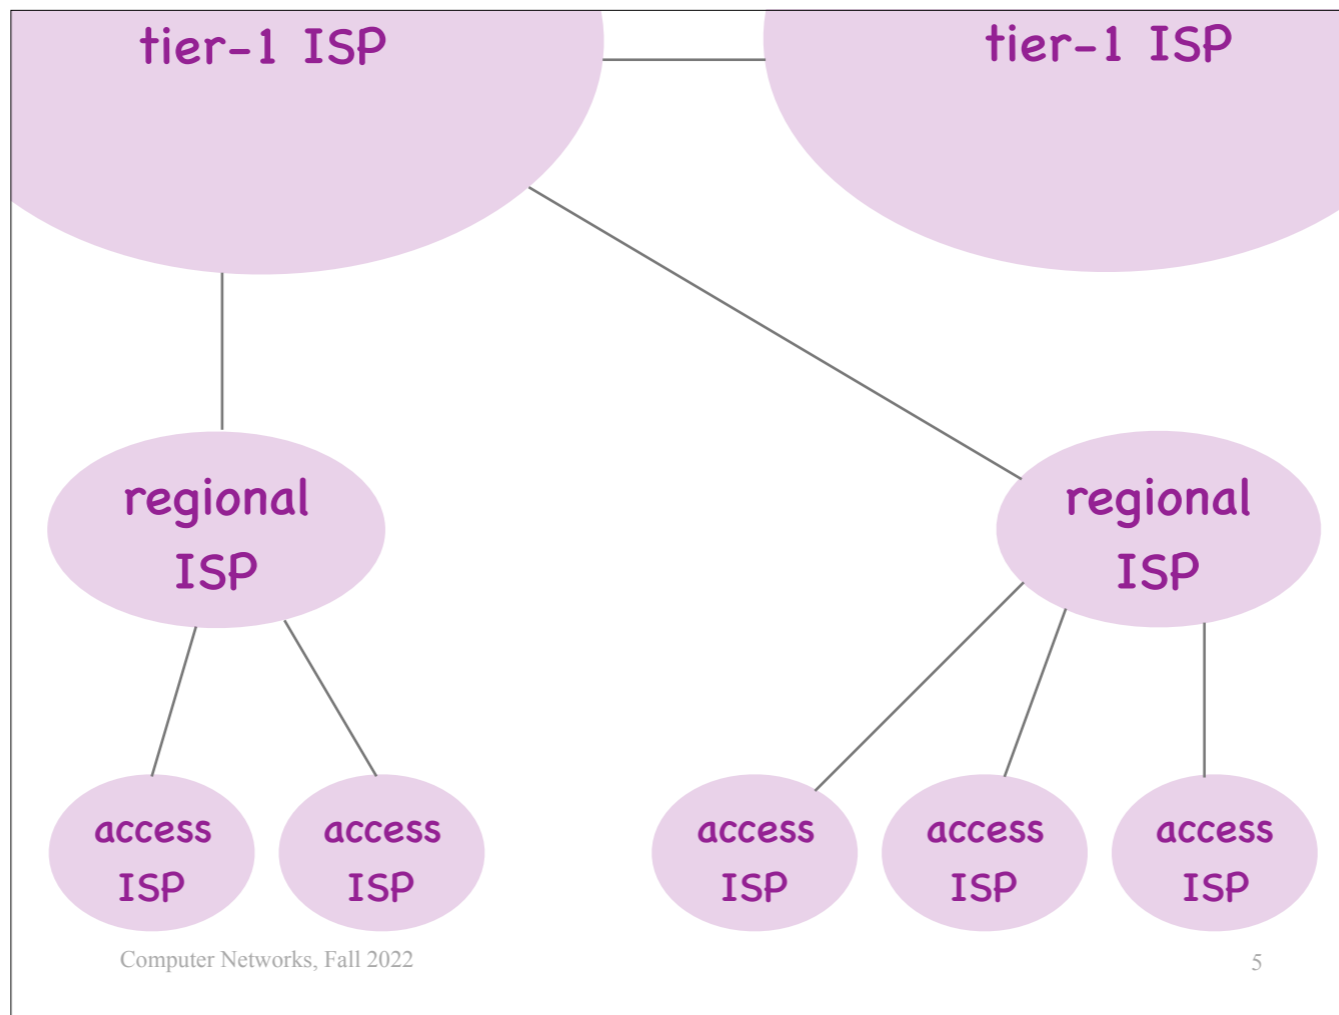 tier-1 ISP
tier-1 ISP
regional
ISP
regional
ISP
access
ISP
access
ISP
access
ISP
access
ISP
access
ISP
Computer Networks, Fall 2022
5